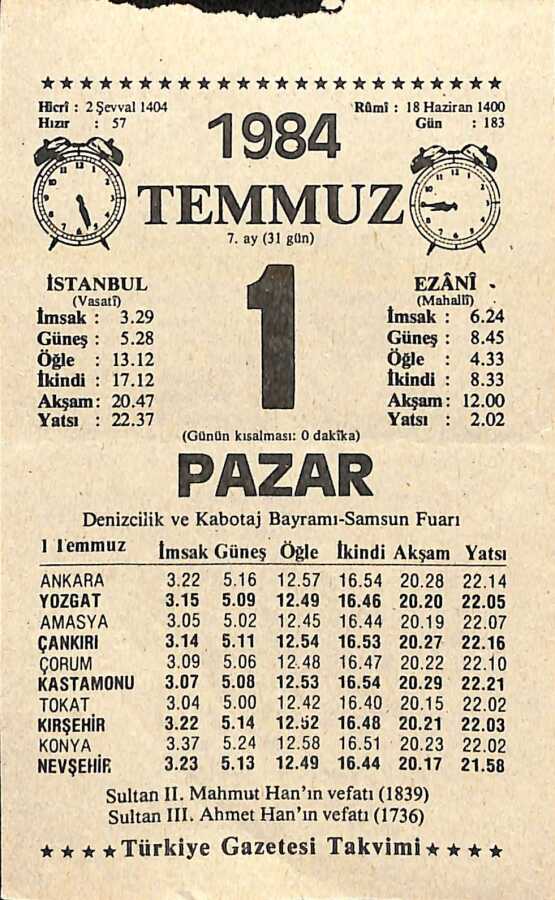 ★★★★★★★★★★★★★★★★★★★★★★★★
Hicrî : 2 Şevval 1404
Hızır : 57
1984
Rûmî : 18 Haziran 1400
Gün : 183
TEMMUZ
7. ay (31 gün)
1
İSTANBUL
(Vasatî)
İmsak : 3.29
Güneş : 5.28
Öğle : 13.12
İkindi : 17.12
Akşam: 20.47
Yatsı : 22.37
EZÂNÎ
(Mahallî)
İmsak : 6.24
Güneş : 8.45
Öğle : 4.33
İkindi : 8.33
Akşam: 12.00
Yatsı : 2.02
(Günün kısalması: 0 dakîka)
PAZAR
Denizcilik ve Kabotaj Bayramı-Samsun Fuarı
1 Temmuz İmsak Güneş Öğle İkindi Akşam Yatsı
ANKARA 3.22 5.16 12.57 16.54 20.28 22.14
YOZGAT 3.15 5.09 12.49 16.46 20.20 22.05
AMASYA 3.05 5.02 12.45 16.44 20.19 22.07
ÇANKIRI 3.14 5.11 12.54 16.53 20.27 22.16
ÇORUM 3.09 5.06 12.48 16.47 20.22 22.10
KASTAMONU 3.07 5.08 12.53 16.54 20.29 22.21
TOKAT 3.04 5.00 12.42 16.40 20.15 22.02
KIRŞEHİR 3.22 5.14 12.52 16.48 20.21 22.03
KONYA 3.37 5.24 12.58 16.51 20.23 22.02
NEVŞEHİR 3.23 5.13 12.49 16.44 20.17 21.58
Sultan II. Mahmut Han'ın vefatı (1839)
Sultan III. Ahmet Han'ın vefatı (1736)
★★★★Türkiye Gazetesi Takvimi★★★★